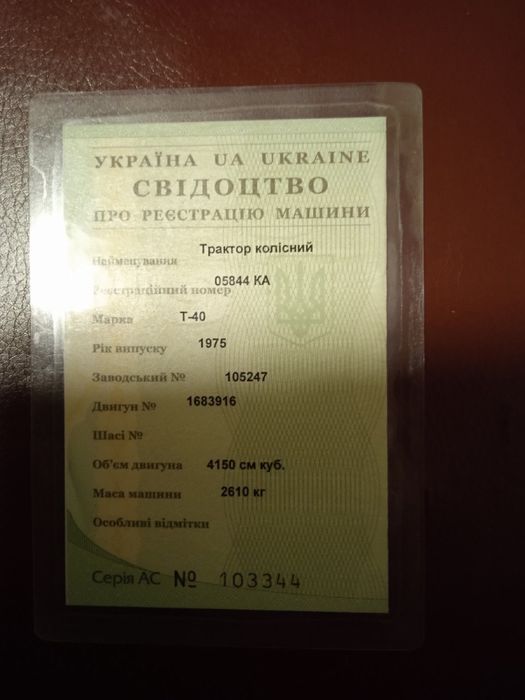 УКРАЇНА UA UKRAINE
СВІДОЦТВО
ПРО РЕЄСТРАЦІЮ МАШИНИ
Найменування Трактор колісний
Реєстраційний номер 05844 КА
Марка Т-40
Рік випуску 1975
Заводський № 105247
Двигун № 1683916
Шасі №
Об'єм двигуна 4150 см куб.
Маса машини 2610 кг
Особливі відмітки
Серія АС № 103344